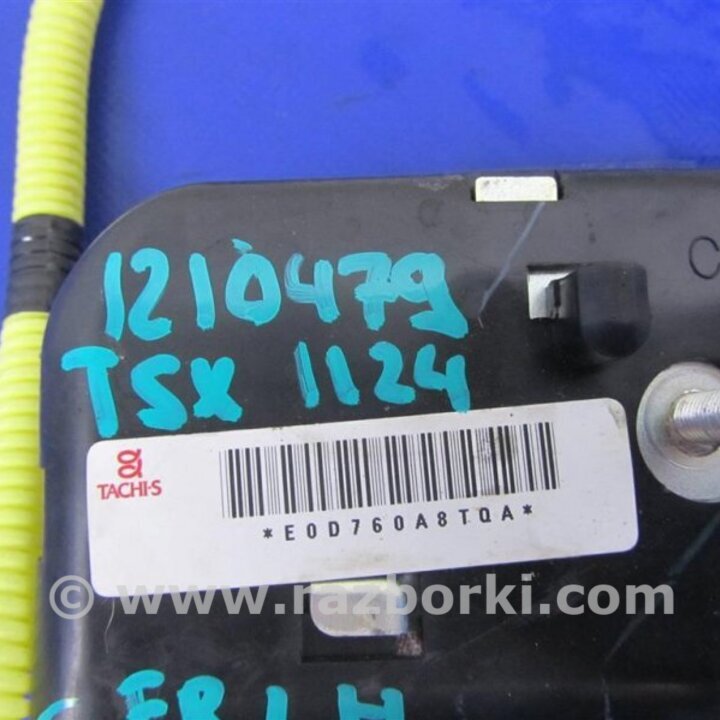 1210479
TSX 1124
TACHI-S
*E0D760A8TQA*
© www.razborki.com
C